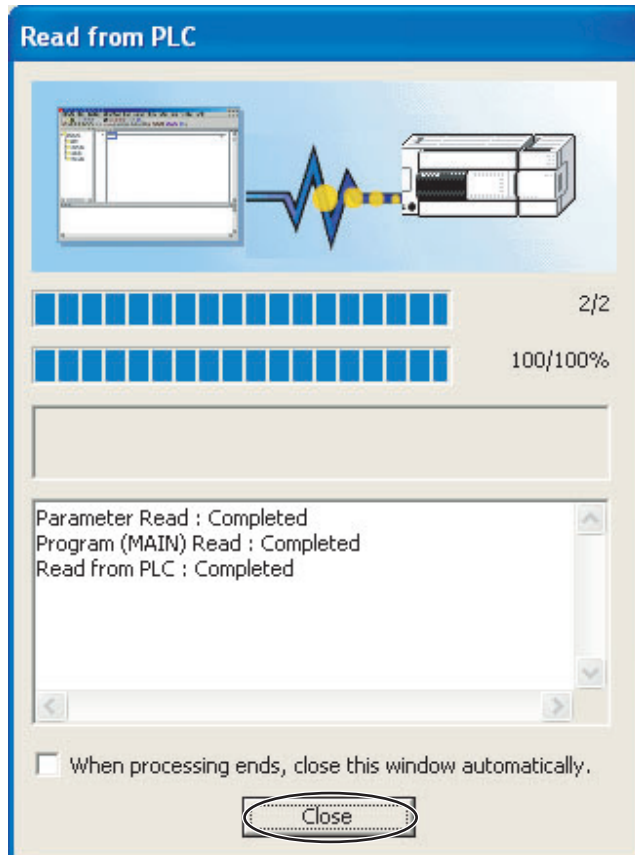 Read from PLC
2/2
100/100%
Parameter Read : Completed
Program (MAIN) Read : Completed
Read from PLC : Completed
When processing ends, close this window automatically.
Close